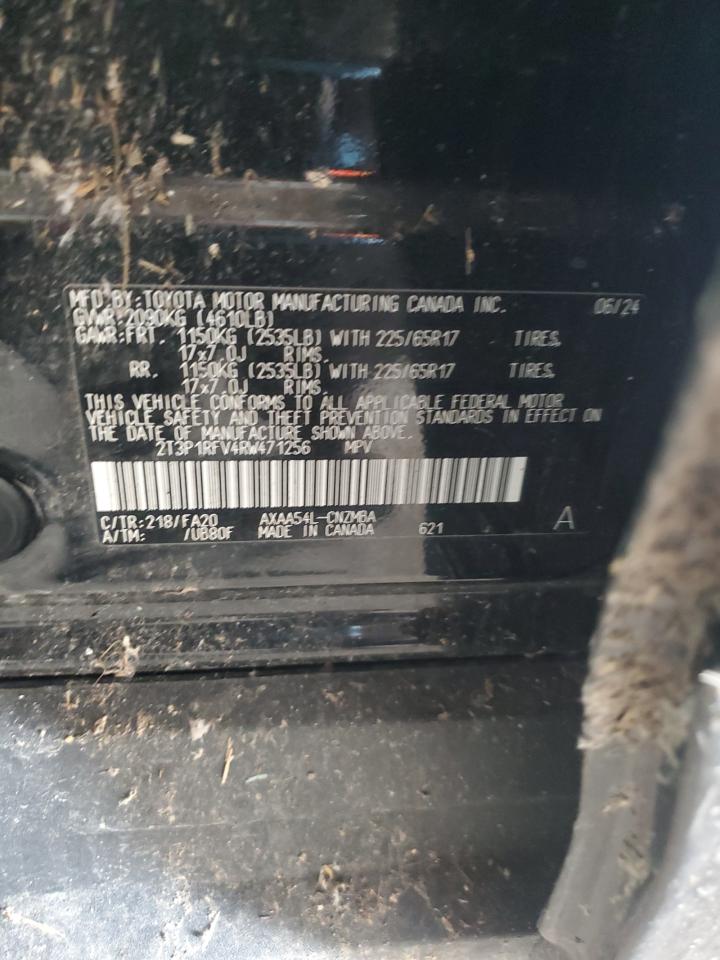 MFD. BY: TOYOTA MOTOR MANUFACTURING CANADA INC. 06/24
GVWR: 2090KG (4610LB)
GAWR: FRT. 1150KG (2535LB) WITH 225/65R17 TIRES,
17x7.0J RIMS,
RR. 1150KG (2535LB) WITH 225/65R17 TIRES,
17x7.0J RIMS.
THIS VEHICLE CONFORMS TO ALL APPLICABLE FEDERAL MOTOR
VEHICLE SAFETY AND THEFT PREVENTION STANDARDS IN EFFECT ON
THE DATE OF MANUFACTURE SHOWN ABOVE.
2T3P1RFV4RW471256 MPV
C/TR: 218/FA20 AXAA54L-CNZMBA A
A/TM: /UB80F MADE IN CANADA 621